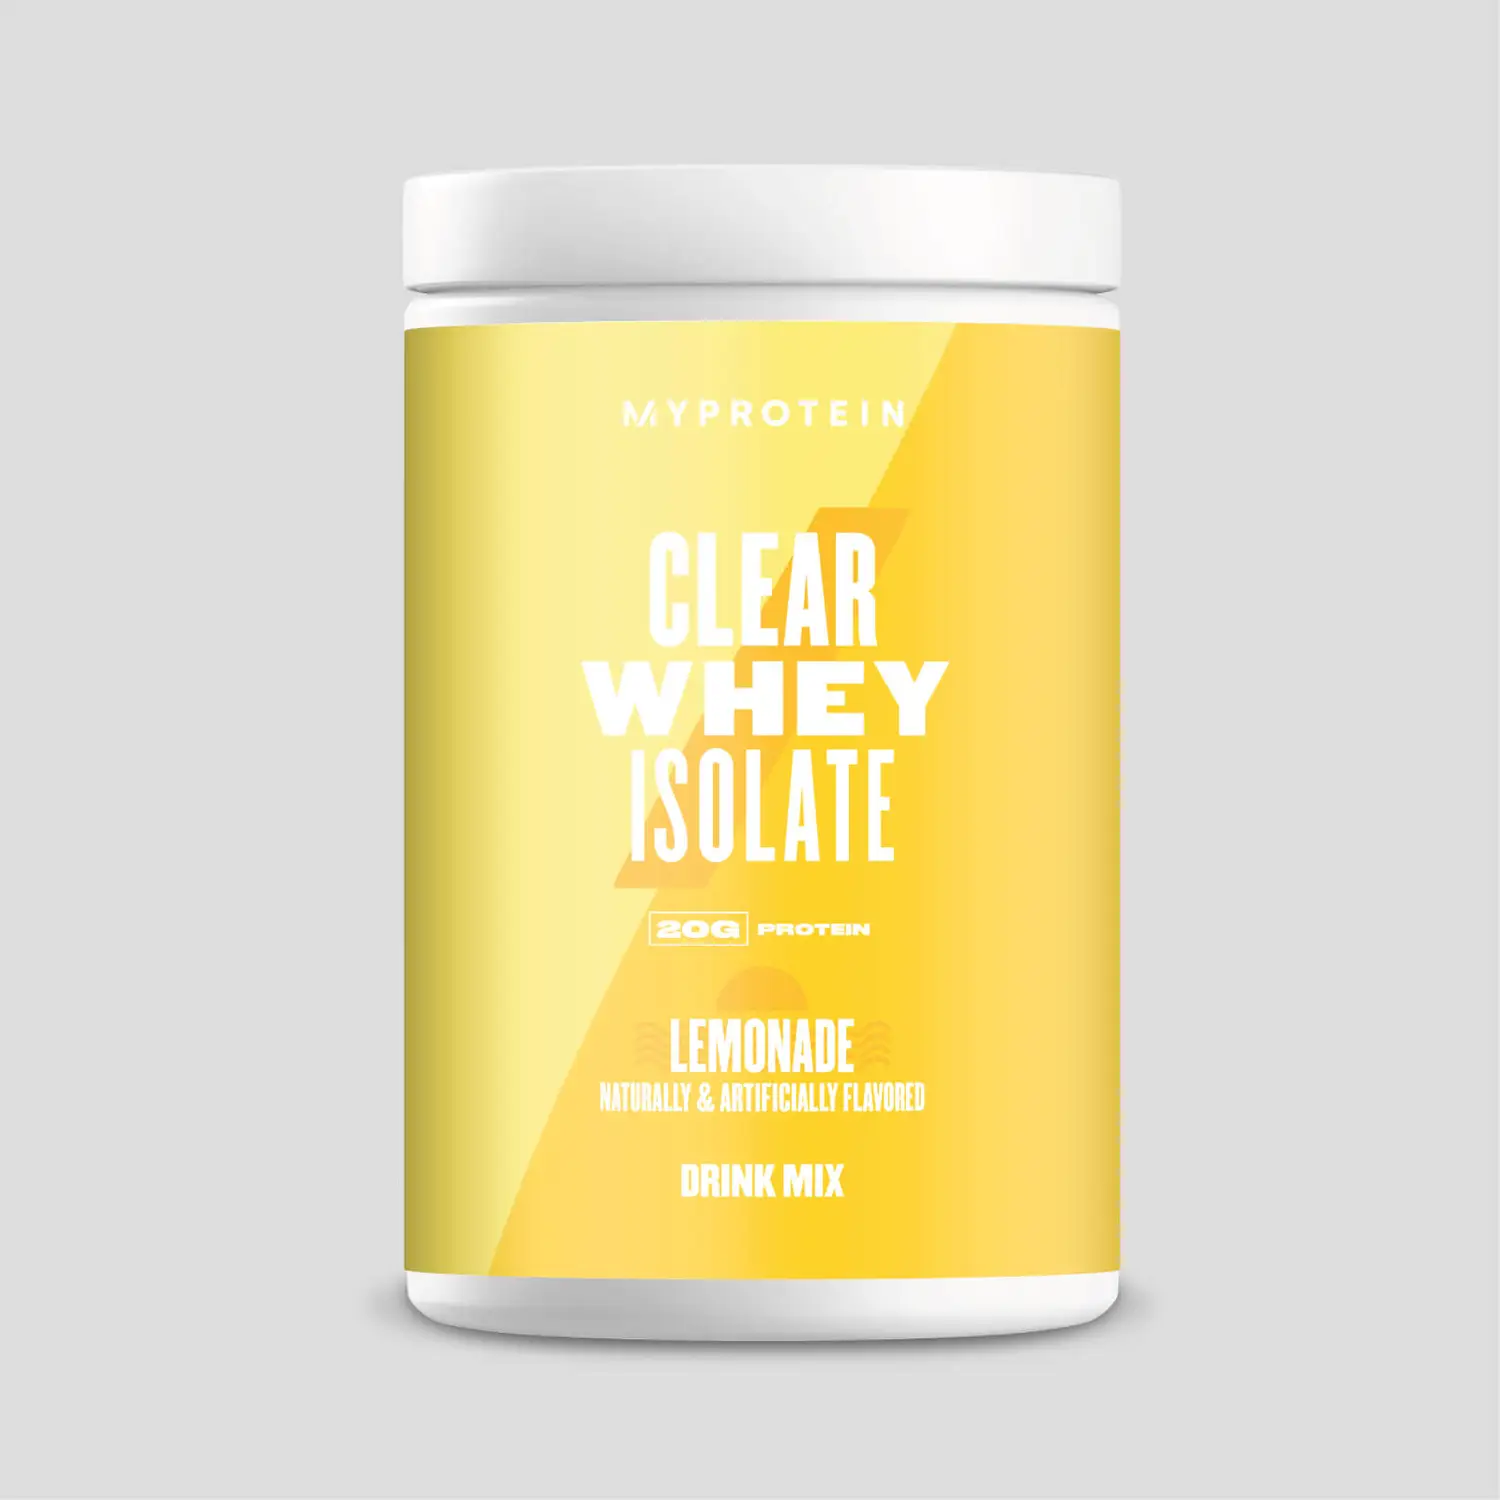 MYPROTEIN
CLEAR
WHEY
ISOLATE
20G PROTEIN
LEMONADE
NATURALLY & ARTIFICIALLY FLAVORED
DRINK MIX